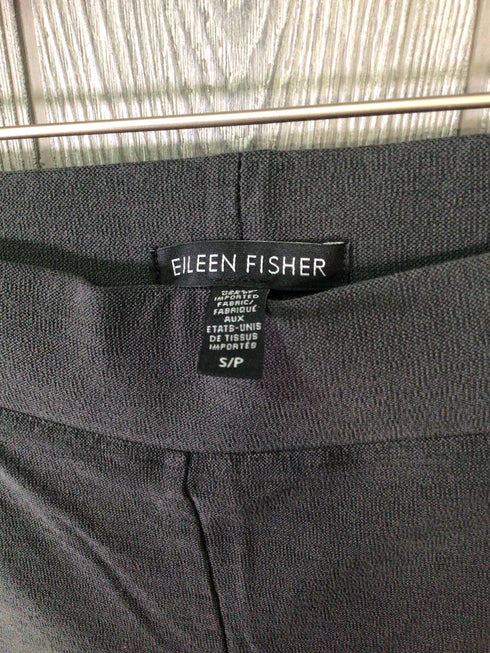 EILEEN FISHER
IMPORTED
FABRIC/
FABRIQUÉ
AUX
ETATS-UNIS
DE TISSUS
IMPORTÉS
S/P